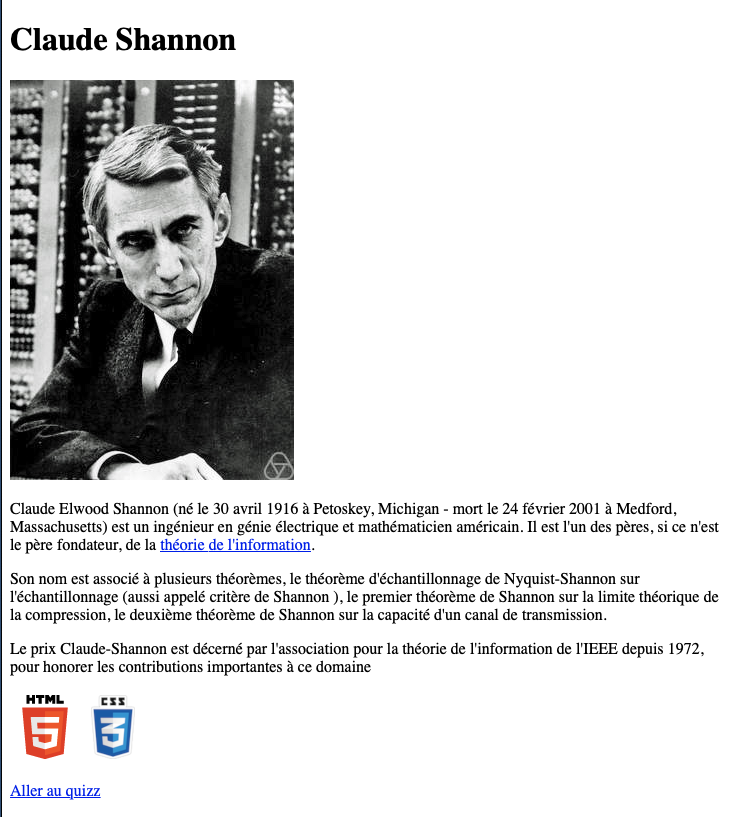 Claude Shannon
Claude Elwood Shannon (né le 30 avril 1916 à Petoskey, Michigan - mort le 24 février 2001 à Medford,
Massachusetts) est un ingénieur en génie électrique et mathématicien américain. Il est l'un des pères, si ce n'est
le père fondateur, de la théorie de l'information.
Son nom est associé à plusieurs théorèmes, le théorème d'échantillonnage de Nyquist-Shannon sur
l'échantillonnage (aussi appelé critère de Shannon ), le premier théorème de Shannon sur la limite théorique de
la compression, le deuxième théorème de Shannon sur la capacité d'un canal de transmission.
Le prix Claude-Shannon est décerné par l'association pour la théorie de l'information de l'IEEE depuis 1972,
pour honorer les contributions importantes à ce domaine
HTML CSS
5 3
Aller au quizz